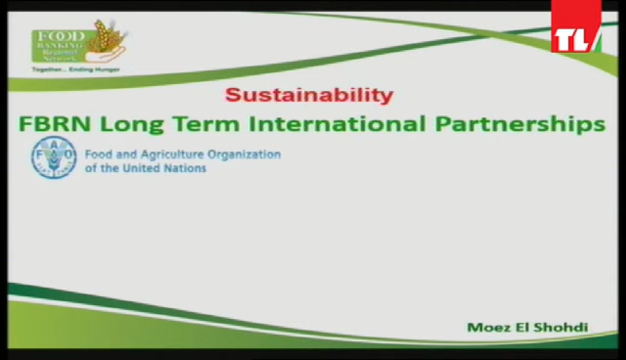 FOOD
BANKING
Regional
Network
Together... Ending Hunger
TL
Sustainability
FBRN Long Term International Partnerships
FAO
Food and Agriculture Organization
of the United Nations
Moez El Shohdi